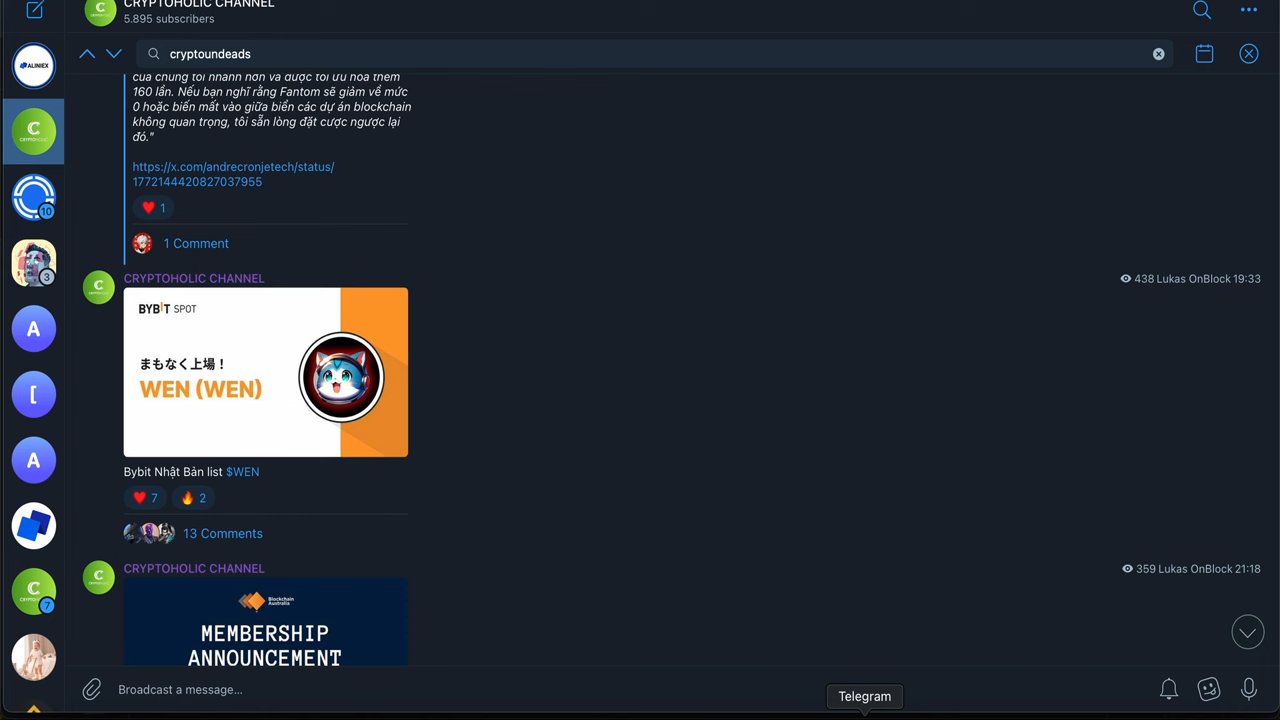 CRYPTOHOLIC CHANNEL
5.895 subscribers
cryptoundeads
của chúng tôi nhanh hơn và được tối ưu hóa thêm
160 lần. Nếu bạn nghĩ rằng Fantom sẽ giảm về mức
0 hoặc biến mất vào giữa biển các dự án blockchain
không quan trọng, tôi sẵn lòng đặt cược ngược lại
đó."
https://x.com/andrecronjetech/status/
1772144420827037955
1
1 Comment
CRYPTOHOLIC CHANNEL
438 Lukas OnBlock 19:33
BYBIT SPOT
まもなく上場！
WEN (WEN)
Bybit Nhật Bản list $WEN
7
2
13 Comments
CRYPTOHOLIC CHANNEL
359 Lukas OnBlock 21:18
Blockchain
Australia
MEMBERSHIP
ANNOUNCEMENT
Broadcast a message...
Telegram
ALINIEX
C
10
3
A
[
A
C
7